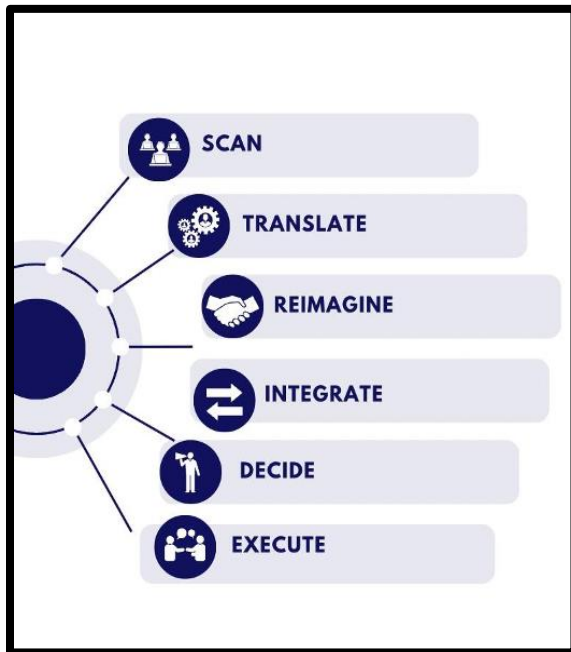 SCAN
TRANSLATE
REIMAGINE
INTEGRATE
DECIDE
EXECUTE